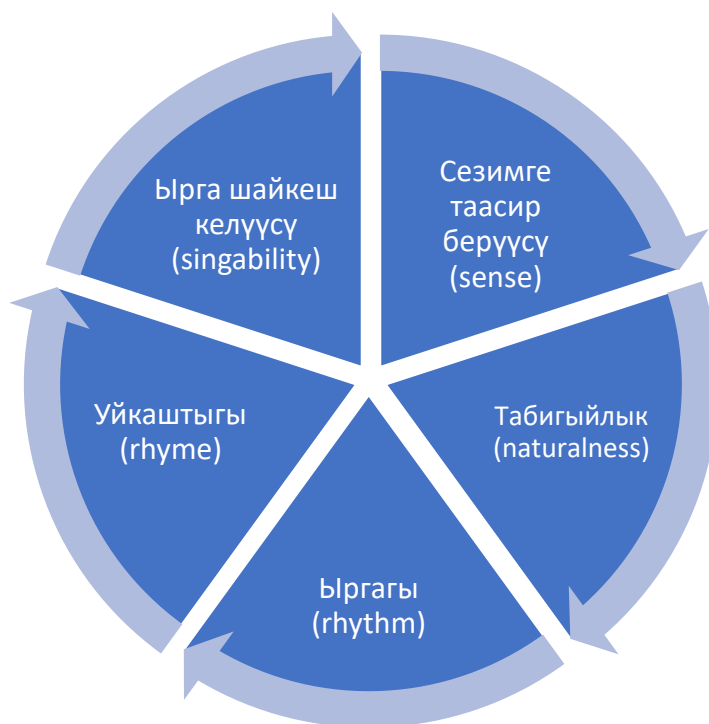 Сезимге
таасир
берүүсү
(sense)
Табигыйлык
(naturalness)
Ыргагы
(rhythm)
Уйкаштыгы
(rhyme)
Ырга шайкеш
келүүсү
(singability)